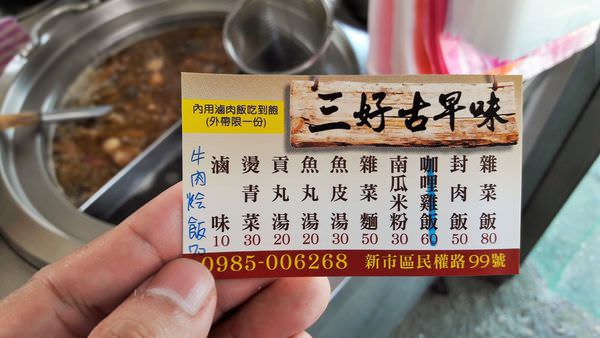 三好古早味
內用滷肉飯吃到飽
(外帶限一份)
雜菜飯80
封肉飯50
咖哩雞飯60
南瓜米粉30
雜菜麵50
魚皮湯30
魚丸湯20
貢丸湯20
燙青菜30
滷味10
牛肉烩飯
0985-006268 新市區民權路99號